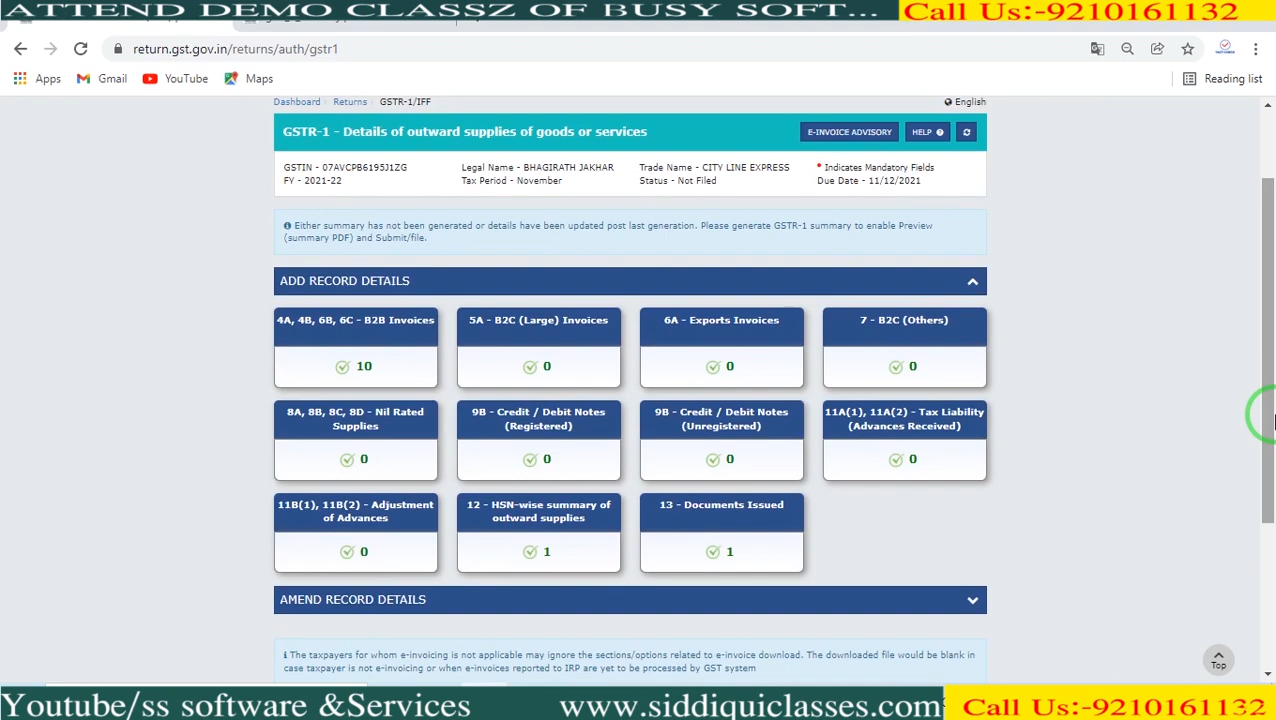 ATTEND DEMO CLASSZ OF BUSY SOFT...
Call Us:-9210161132
return.gst.gov.in/returns/auth/gstr1
Apps
Gmail
YouTube
Maps
Reading list
Dashboard
Returns
GSTR-1/IFF
English
GSTR-1 - Details of outward supplies of goods or services
E-INVOICE ADVISORY
HELP
GSTIN - 07AVCPB6195J1ZG
Legal Name - BHAGIRATH JAKHAR
Trade Name - CITY LINE EXPRESS
* Indicates Mandatory Fields
FY - 2021-22
Tax Period - November
Status - Not Filed
Due Date - 11/12/2021
Either summary has not been generated or details have been updated post last generation. Please generate GSTR-1 summary to enable Preview
(summary PDF) and Submit/file.
ADD RECORD DETAILS
4A, 4B, 6B, 6C - B2B Invoices
10
5A - B2C (Large) Invoices
0
6A - Exports Invoices
0
7 - B2C (Others)
0
8A, 8B, 8C, 8D - Nil Rated
Supplies
0
9B - Credit / Debit Notes
(Registered)
0
9B - Credit / Debit Notes
(Unregistered)
0
11A(1), 11A(2) - Tax Liability
(Advances Received)
0
11B(1), 11B(2) - Adjustment
of Advances
0
12 - HSN-wise summary of
outward supplies
1
13 - Documents Issued
1
AMEND RECORD DETAILS
The taxpayers for whom e-invoicing is not applicable may ignore the sections/options related to e-invoice download. The downloaded file would be blank in
case taxpayer is not e-invoicing or when e-invoices reported to IRP are yet to be processed by GST system
Top
Youtube/ss software &Services
www.siddiquiclasses.com
Call Us:-9210161132